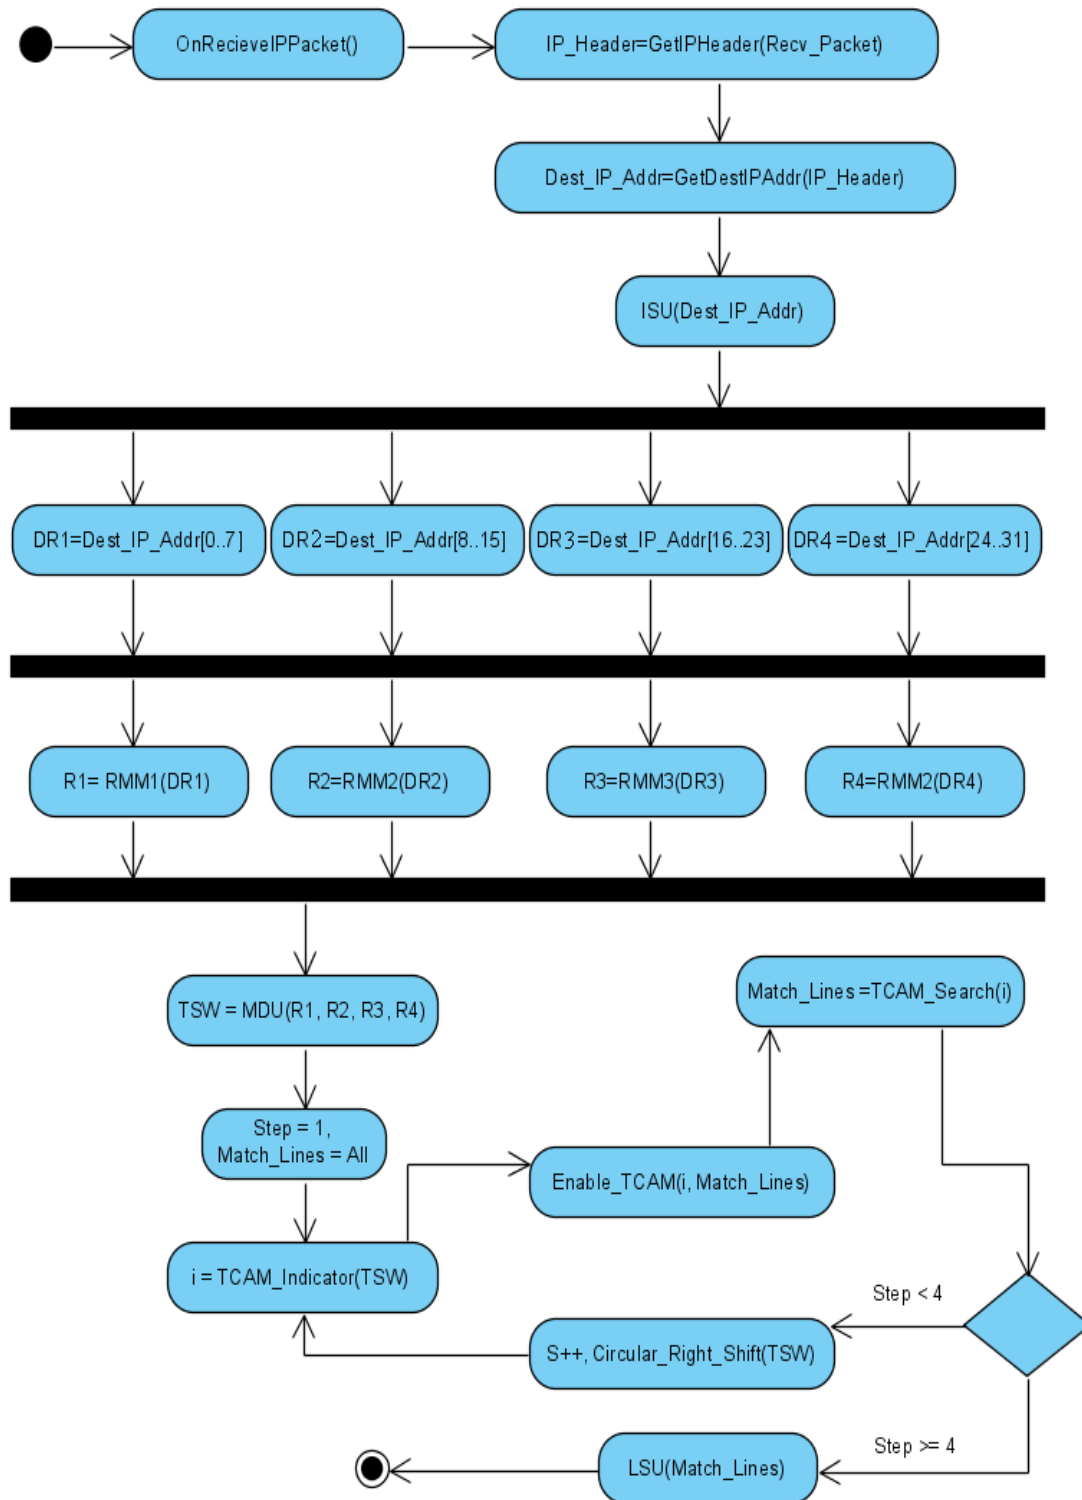 OnRecieveIPPacket()
IP_Header=GetIPHeader(Recv_Packet)
Dest_IP_Addr=GetDestIPAddr(IP_Header)
ISU(Dest_IP_Addr)
DR1=Dest_IP_Addr[0..7]
DR2=Dest_IP_Addr[8..15]
DR3=Dest_IP_Addr[16..23]
DR4 =Dest_IP_Addr[24..31]
R1= RMM1(DR1)
R2=RMM2(DR2)
R3=RMM3(DR3)
R4=RMM2(DR4)
TSW = MDU(R1, R2, R3, R4)
Match_Lines =TCAM_Search(i)
Step = 1,
Match_Lines = All
Enable_TCAM(i, Match_Lines)
i = TCAM_Indicator(TSW)
Step < 4
S++, Circular_Right_Shift(TSW)
Step >= 4
LSU(Match_Lines)